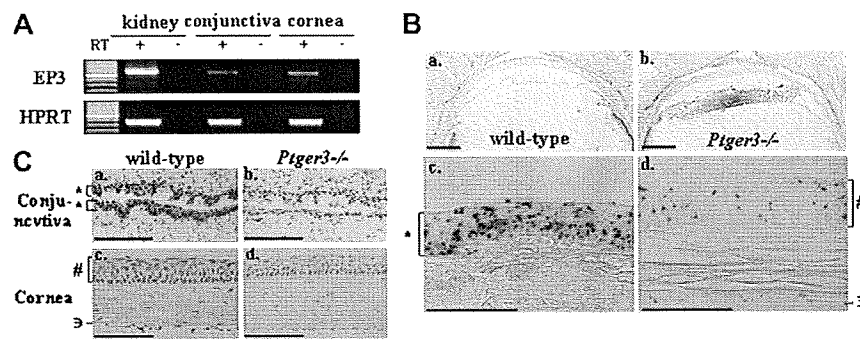 A
kidney conjunctiva cornea
RT + - + - + -
EP3
HPRT
B
a.
b.
wild-type
Ptger3-/-
c.
d.
*
#
C
wild-type
Ptger3-/-
Conju-
nctiva
a.
b.
*
*
Cornea
c.
d.
#